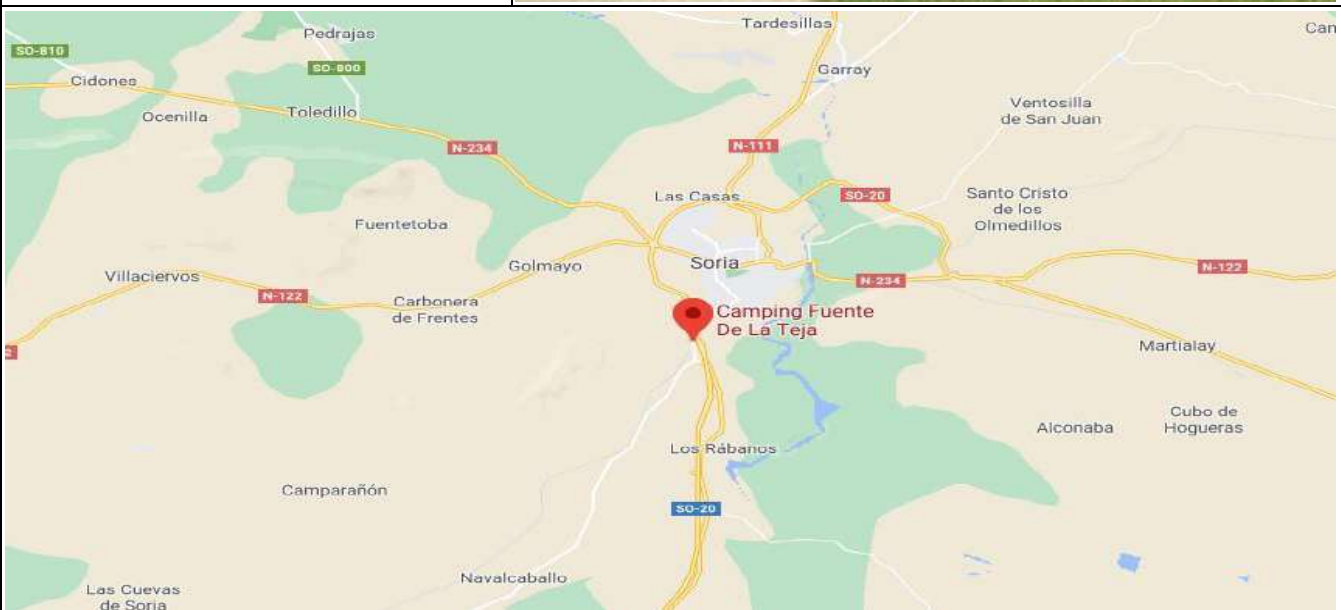 Tardesillas
Can
Pedrajas
SO-810
SO-800
Garray
Cidones
Ventosilla
de San Juan
Ocenilla
Toledillo
N-234
N-111
Las Casas
SO-20
Santo Cristo
de los
Olmedillos
Fuentetoba
Soria
Golmayo
N-122
Villaciervos
N-234
N-122
Carbonera
de Frentes
Camping Fuente
De La Teja
2
Martialay
Cubo de
Hogueras
Alconaba
Los Rábanos
Camparañón
SO-20
Navalcaballo
Las Cuevas
de Soria